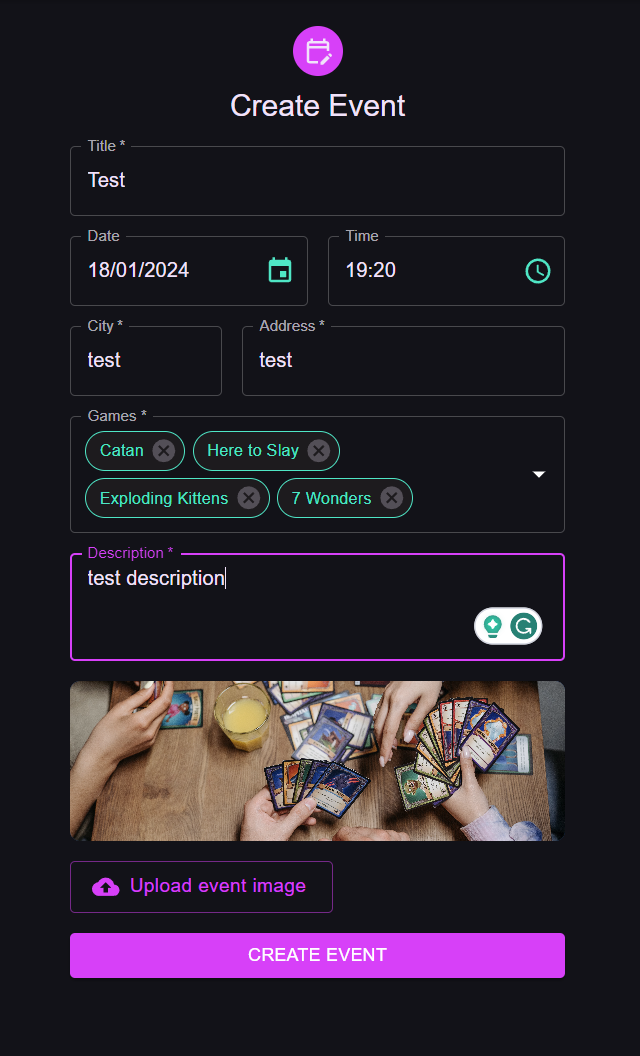 Create Event
Title *
Test
Date
18/01/2024
Time
19:20
City *
test
Address *
test
Games *
Catan
Here to Slay
Exploding Kittens
7 Wonders
Description *
test description
Upload event image
CREATE EVENT